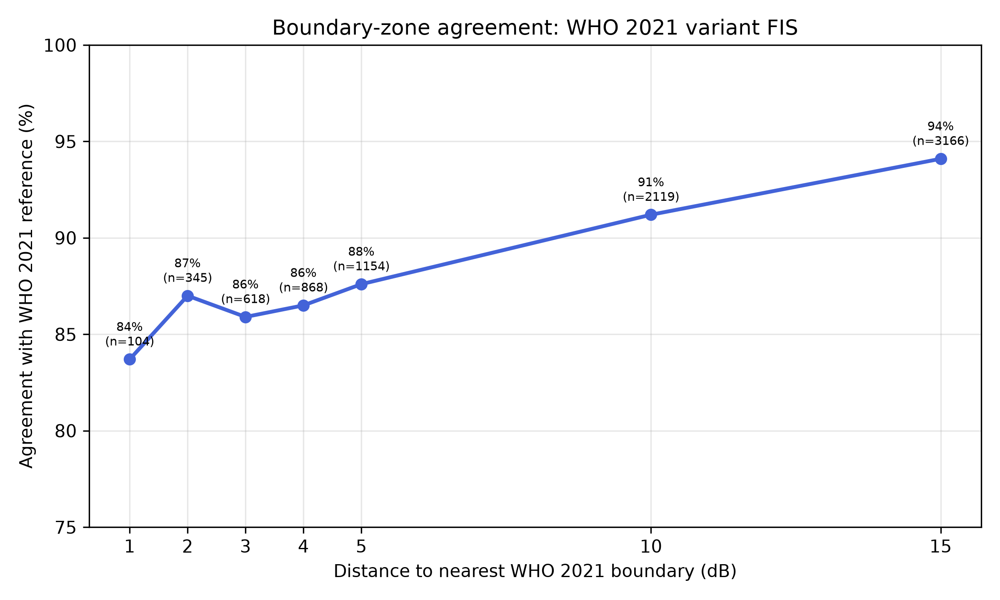 Boundary-zone agreement: WHO 2021 variant FIS
Agreement with WHO 2021 reference (%)
100
95
90
85
80
75
84%
(n=104)
87%
(n=345)
86%
(n=618)
86%
(n=868)
88%
(n=1154)
91%
(n=2119)
94%
(n=3166)
1 2 3 4 5 10 15
Distance to nearest WHO 2021 boundary (dB)